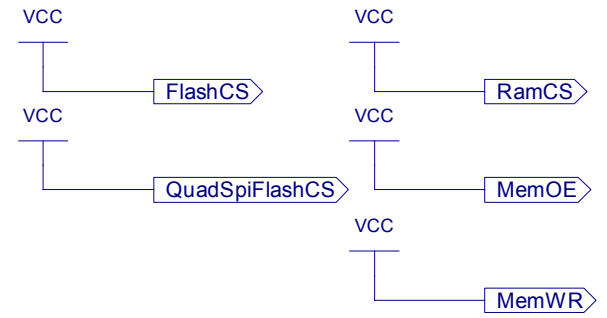 VCC
VCC
FlashCS
RamCS
VCC
VCC
QuadSpiFlashCS
MemOE
VCC
MemWR